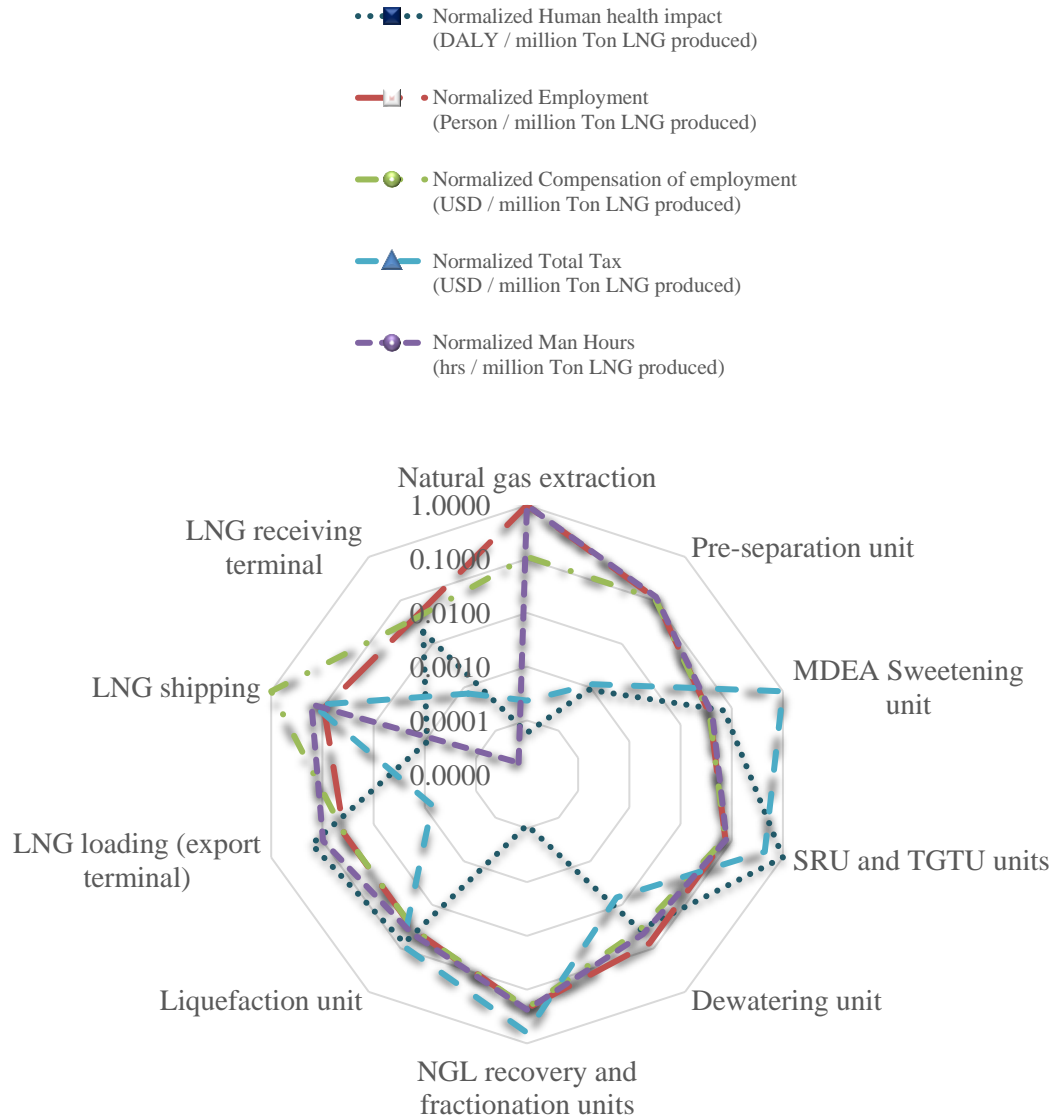 Normalized Human health impact
(DALY / million Ton LNG produced)
Normalized Employment
(Person / million Ton LNG produced)
Normalized Compensation of employment
(USD / million Ton LNG produced)
Normalized Total Tax
(USD / million Ton LNG produced)
Normalized Man Hours
(hrs / million Ton LNG produced)
Natural gas extraction
1.0000
0.1000
0.0100
0.0010
0.0001
0.0000
Pre-separation unit
MDEA Sweetening
unit
SRU and TGTU units
Dewatering unit
NGL recovery and
fractionation units
Liquefaction unit
LNG loading (export
terminal)
LNG shipping
LNG receiving
terminal